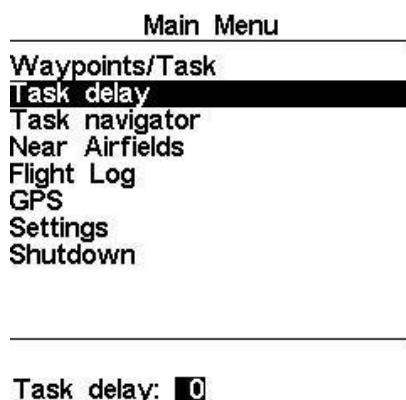 Main Menu
Waypoints/Task
Task delay
Task navigator
Near Airfields
Flight Log
GPS
Settings
Shutdown
Task delay: 0